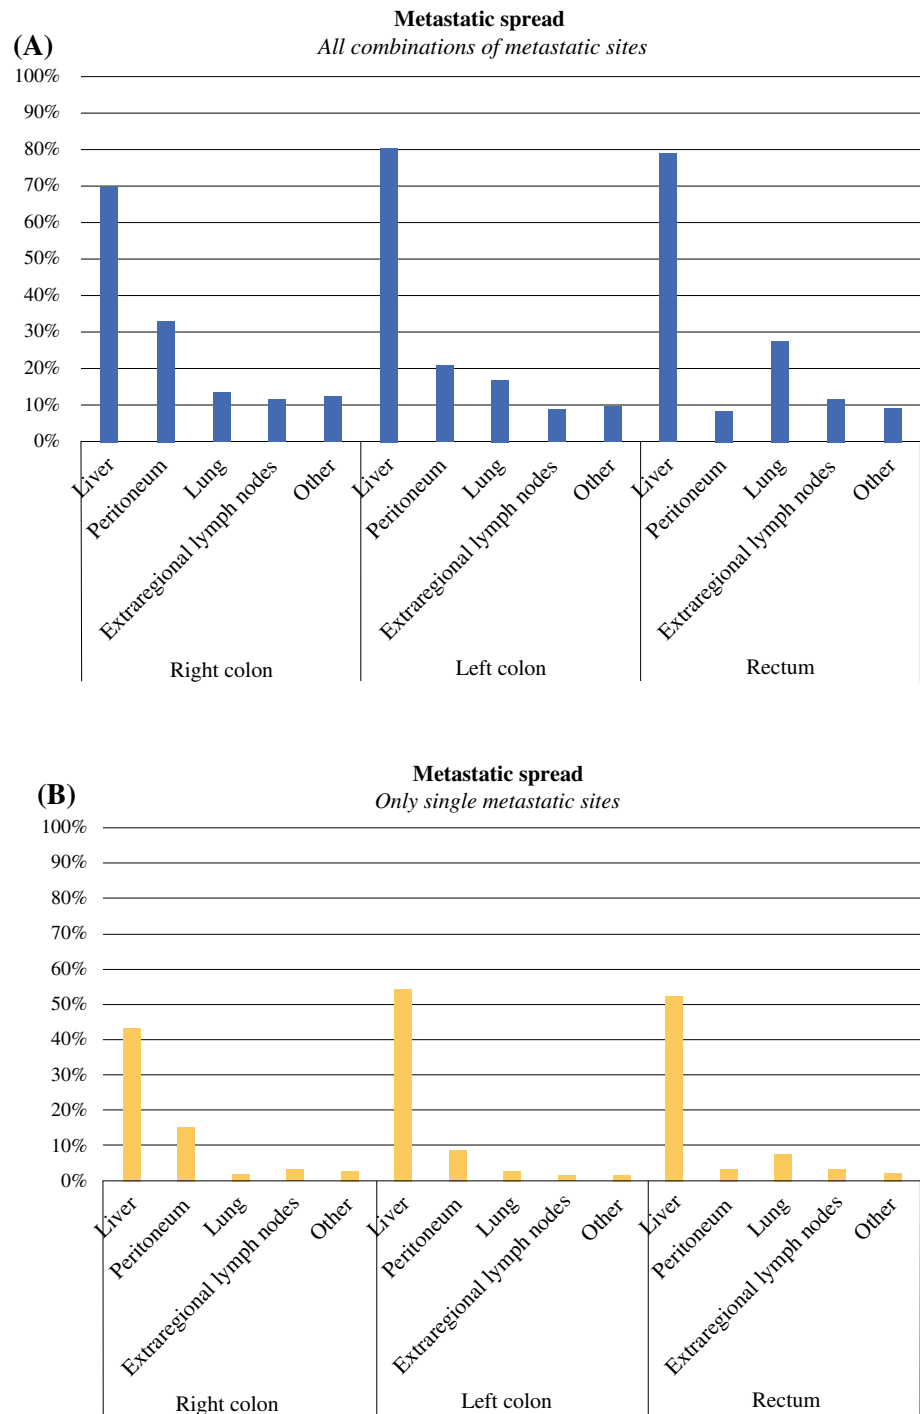 Metastatic spread
(A)
All combinations of metastatic sites
100%
90%
80%
70%
60%
50%
40%
30%
20%
10%
0%
Liver
Peritoneum
Lung
Extraregional lymph nodes
Other
Liver
Peritoneum
Lung
Extraregional lymph nodes
Other
Liver
Peritoneum
Lung
Extraregional lymph nodes
Other
Right colon
Left colon
Rectum
Metastatic spread
(B)
Only single metastatic sites
100%
90%
80%
70%
60%
50%
40%
30%
20%
10%
0%
Liver
Peritoneum
Lung
Extraregional lymph nodes
Other
Liver
Peritoneum
Lung
Extraregional lymph nodes
Other
Liver
Peritoneum
Lung
Extraregional lymph nodes
Other
Right colon
Left colon
Rectum